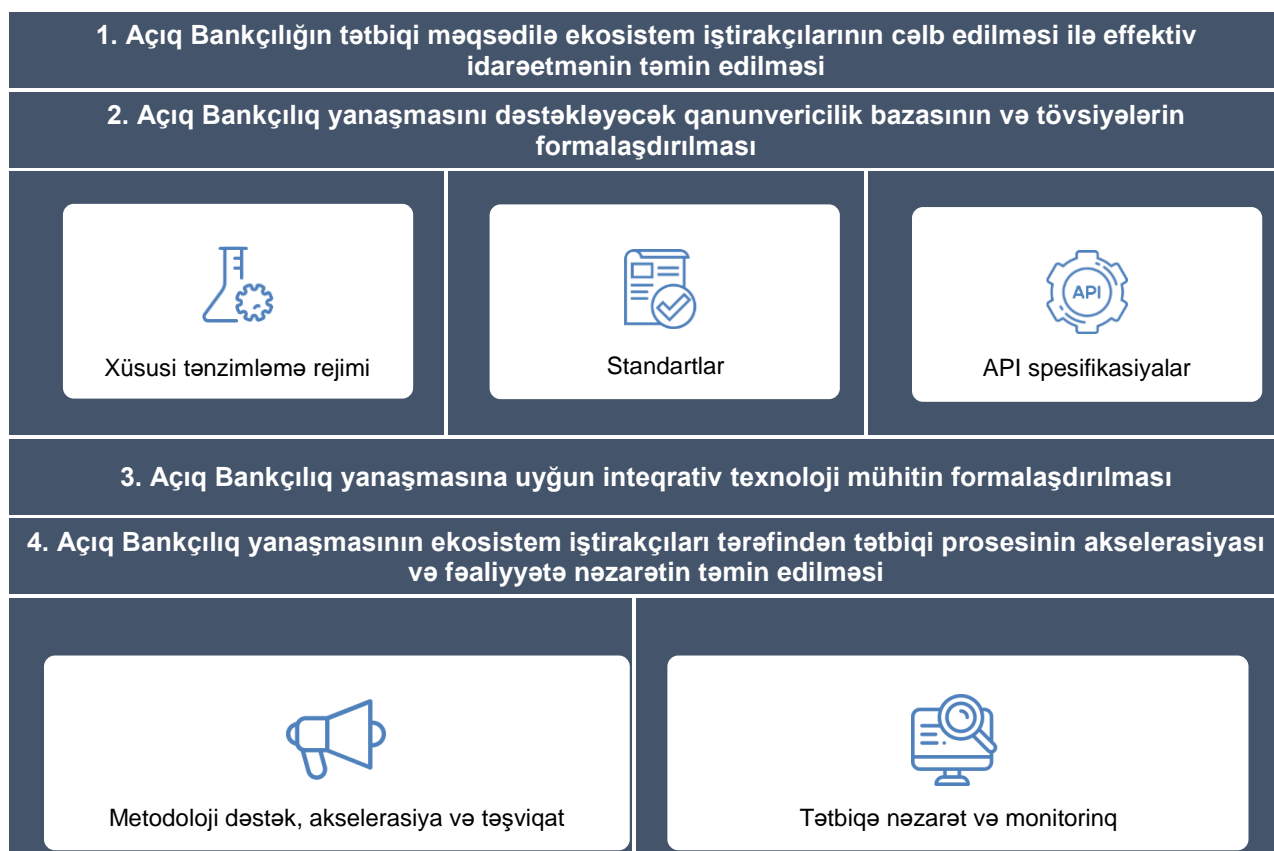 1. Açıq Bankçılığın tətbiqi məqsədilə ekosistem iştirakçılarının cəlb edilməsi ilə effektiv
idarəetmənin təmin edilməsi
2. Açıq Bankçılıq yanaşmasını dəstəkləyəcək qanunvericilik bazasının və tövsiyələrin
formalaşdırılması
Xüsusi tənzimləmə rejimi
Standartlar
API
API spesifikasiyalar
3. Açıq Bankçılıq yanaşmasına uyğun inteqrativ texnoloji mühitin formalaşdırılması
4. Açıq Bankçılıq yanaşmasının ekosistem iştirakçıları tərəfindən tətbiqi prosesinin akselerasiyası
və fəaliyyətə nəzarətin təmin edilməsi
Metodoloji dəstək, akselerasiya və təşviqat
Tətbiqə nəzarət və monitorinq